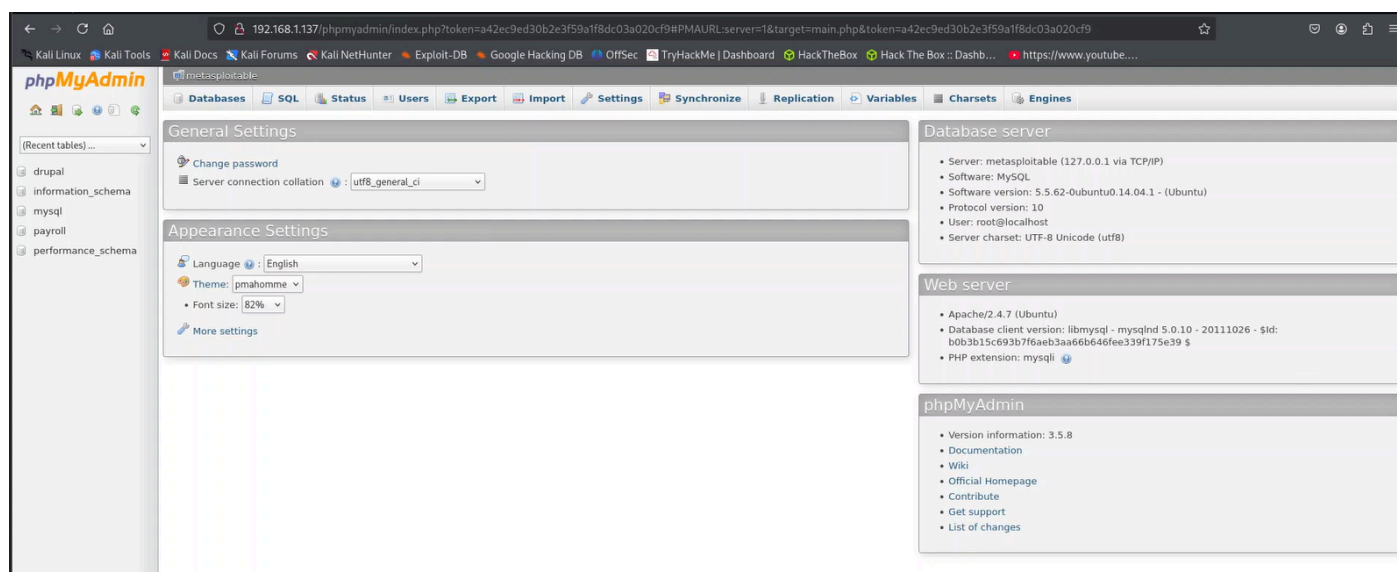 192.168.1.137/phpmyadmin/index.php?token=a42ec9ed30b2e3f59a1f8dc03a020cf9#PMAURL:server=1&target=main.php&token=a42ec9ed30b2e3f59a1f8dc03a020cf9
Kali Linux Kali Tools Kali Docs Kali Forums Kali NetHunter Exploit-DB Google Hacking DB OffSec TryHackMe | Dashboard HackTheBox Hack The Box :: Dashb... https://www.youtube....
phpMyAdmin
(Recent tables) ...
drupal
information_schema
mysql
payroll
performance_schema
metasploitable
Databases SQL Status Users Export Import Settings Synchronize Replication Variables Charsets Engines
General Settings
Change password
Server connection collation : utf8_general_ci
Appearance Settings
Language : English
Theme: pmahomme
• Font size: 82%
More settings
Database server
• Server: metasploitable (127.0.0.1 via TCP/IP)
• Software: MySQL
• Software version: 5.5.62-0ubuntu0.14.04.1 - (Ubuntu)
• Protocol version: 10
• User: root@localhost
• Server charset: UTF-8 Unicode (utf8)
Web server
• Apache/2.4.7 (Ubuntu)
• Database client version: libmysql - mysqlnd 5.0.10 - 20111026 - $Id:
b0b3b15c693b7f6aeb3aa66b646fee339f175e39 $
• PHP extension: mysqli
phpMyAdmin
• Version information: 3.5.8
• Documentation
• Wiki
• Official Homepage
• Contribute
• Get support
• List of changes